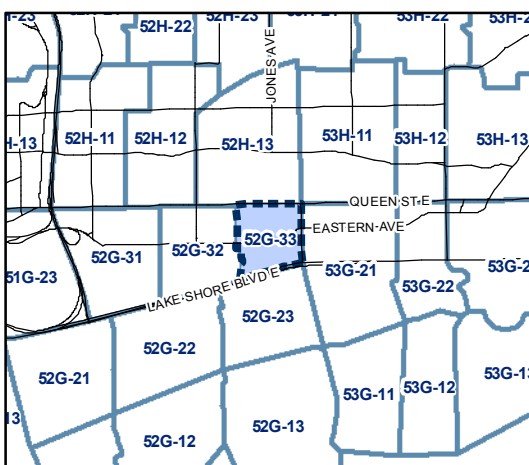 52H-22
52H-23
53H-22
JONES AVE
52H-11
52H-12
52H-13
53H-11
53H-12
53H-13
QUEEN ST E
EASTERN AVE
52G-31
52G-32
52G-33
51G-23
53G-21
53G-22
LAKE SHORE BLVD E
52G-23
52G-22
52G-21
53G-11
53G-12
53G-13
52G-12
52G-13